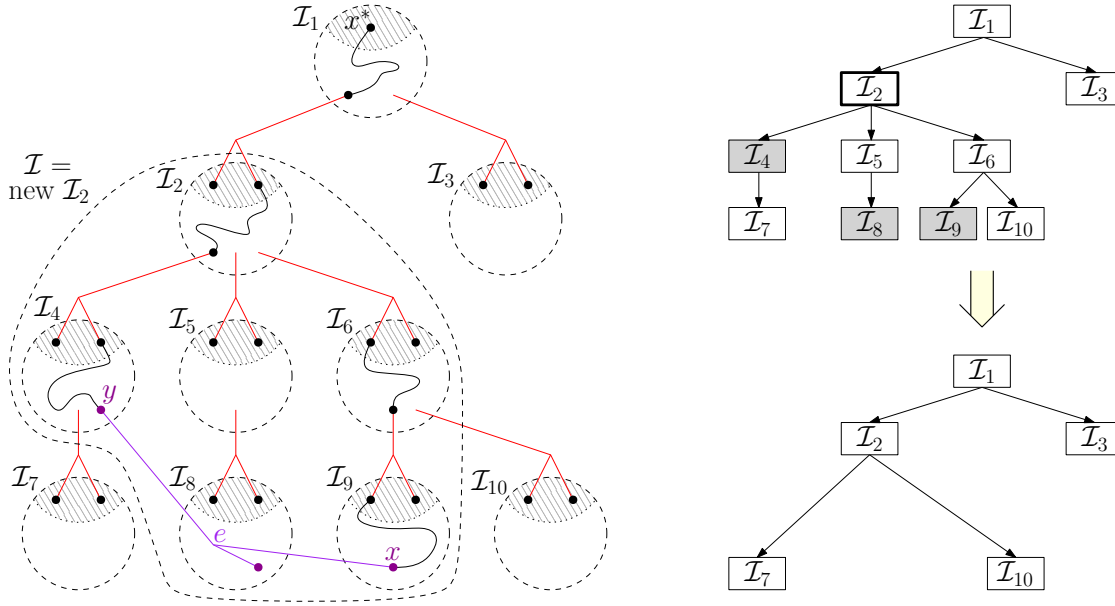 𝓘₁ x*
𝓘 =
new 𝓘₂
𝓘₂
𝓘₃
𝓘₄
𝓘₅
𝓘₆
y
𝓘₇
𝓘₈
𝓘₉
𝓘₁₀
e
x
𝓘₁
𝓘₂ 𝓘₃
𝓘₄ 𝓘₅ 𝓘₆
𝓘₇ 𝓘₈ 𝓘₉ 𝓘₁₀
𝓘₁
𝓘₂ 𝓘₃
𝓘₇ 𝓘₁₀